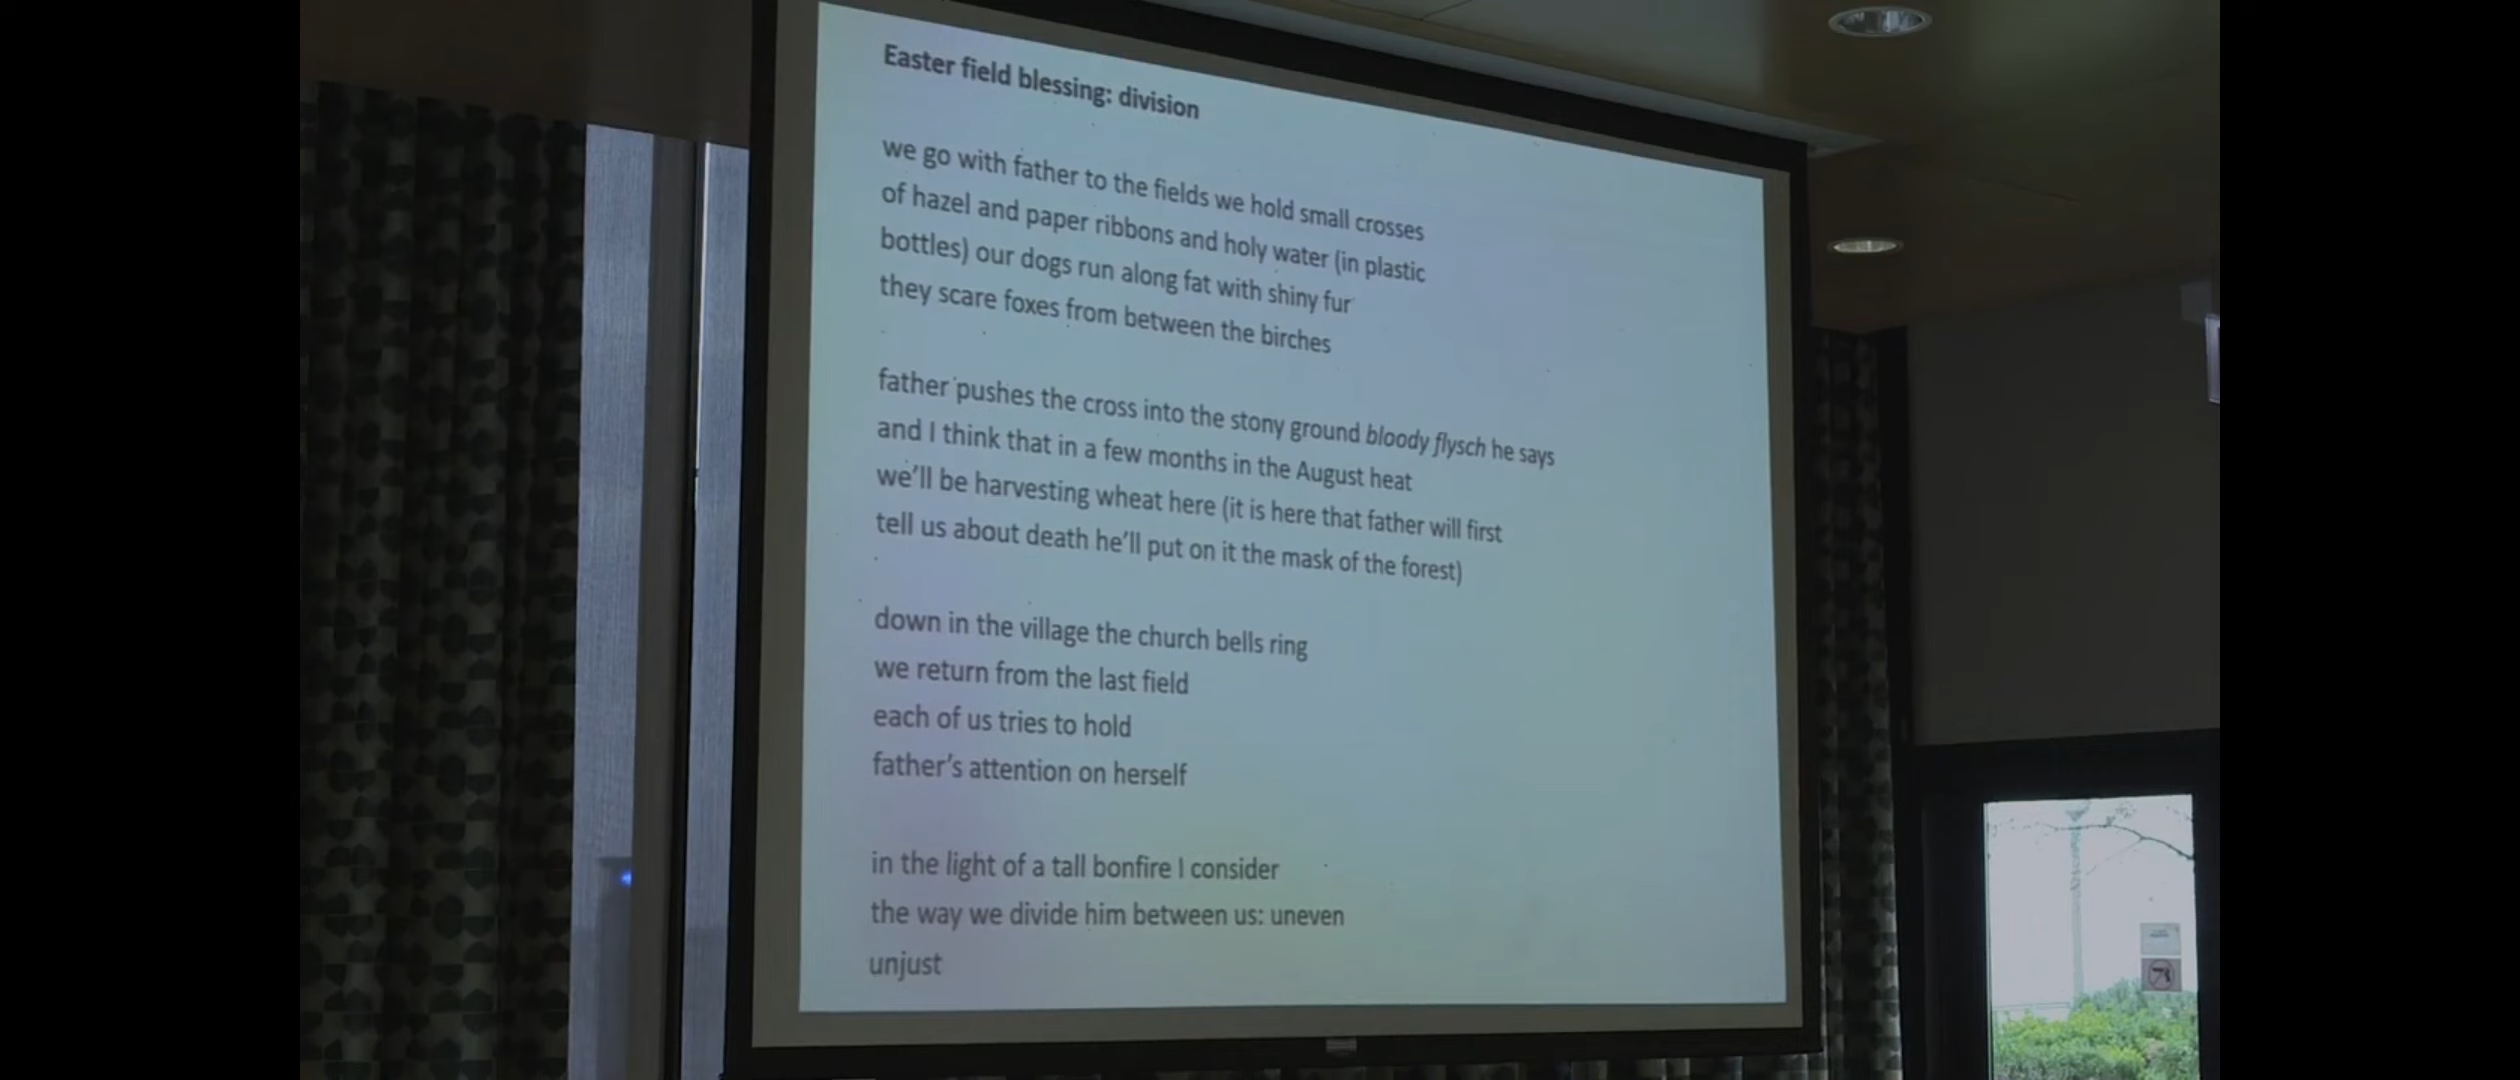 Easter field blessing: division
we go with father to the fields we hold small crosses
of hazel and paper ribbons and holy water (in plastic
bottles) our dogs run along fat with shiny fur
they scare foxes from between the birches
father pushes the cross into the stony ground bloody flysch he says
and I think that in a few months in the August heat
we'll be harvesting wheat here (it is here that father will first
tell us about death he'll put on it the mask of the forest)
down in the village the church bells ring
we return from the last field
each of us tries to hold
father's attention on herself
in the light of a tall bonfire I consider
the way we divide him between us: uneven
unjust